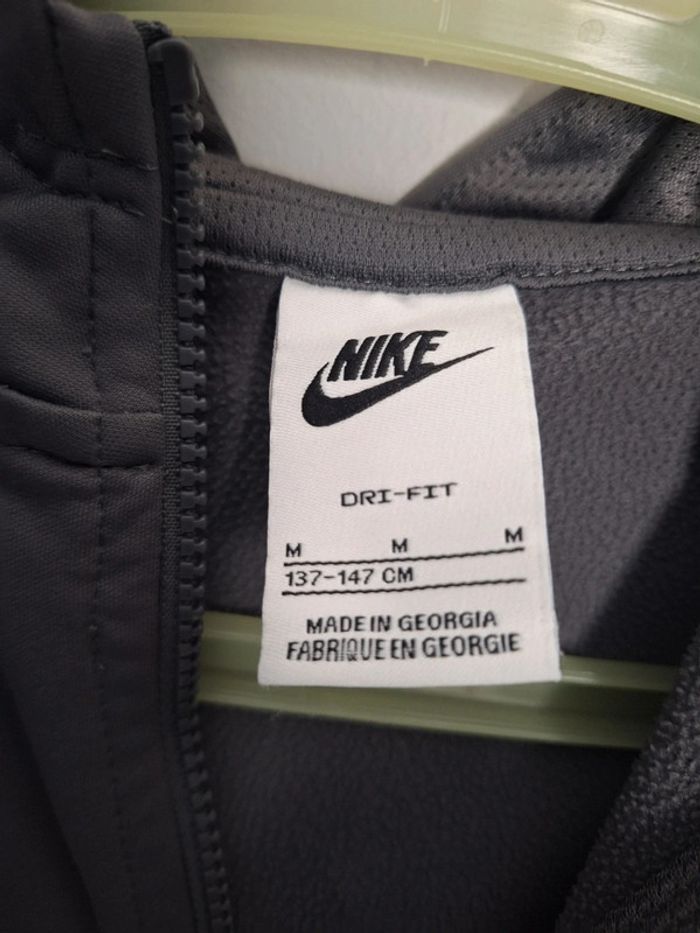 NIKE
DRI-FIT
M M M
137-147 CM
MADE IN GEORGIA
FABRIQUE EN GEORGIE